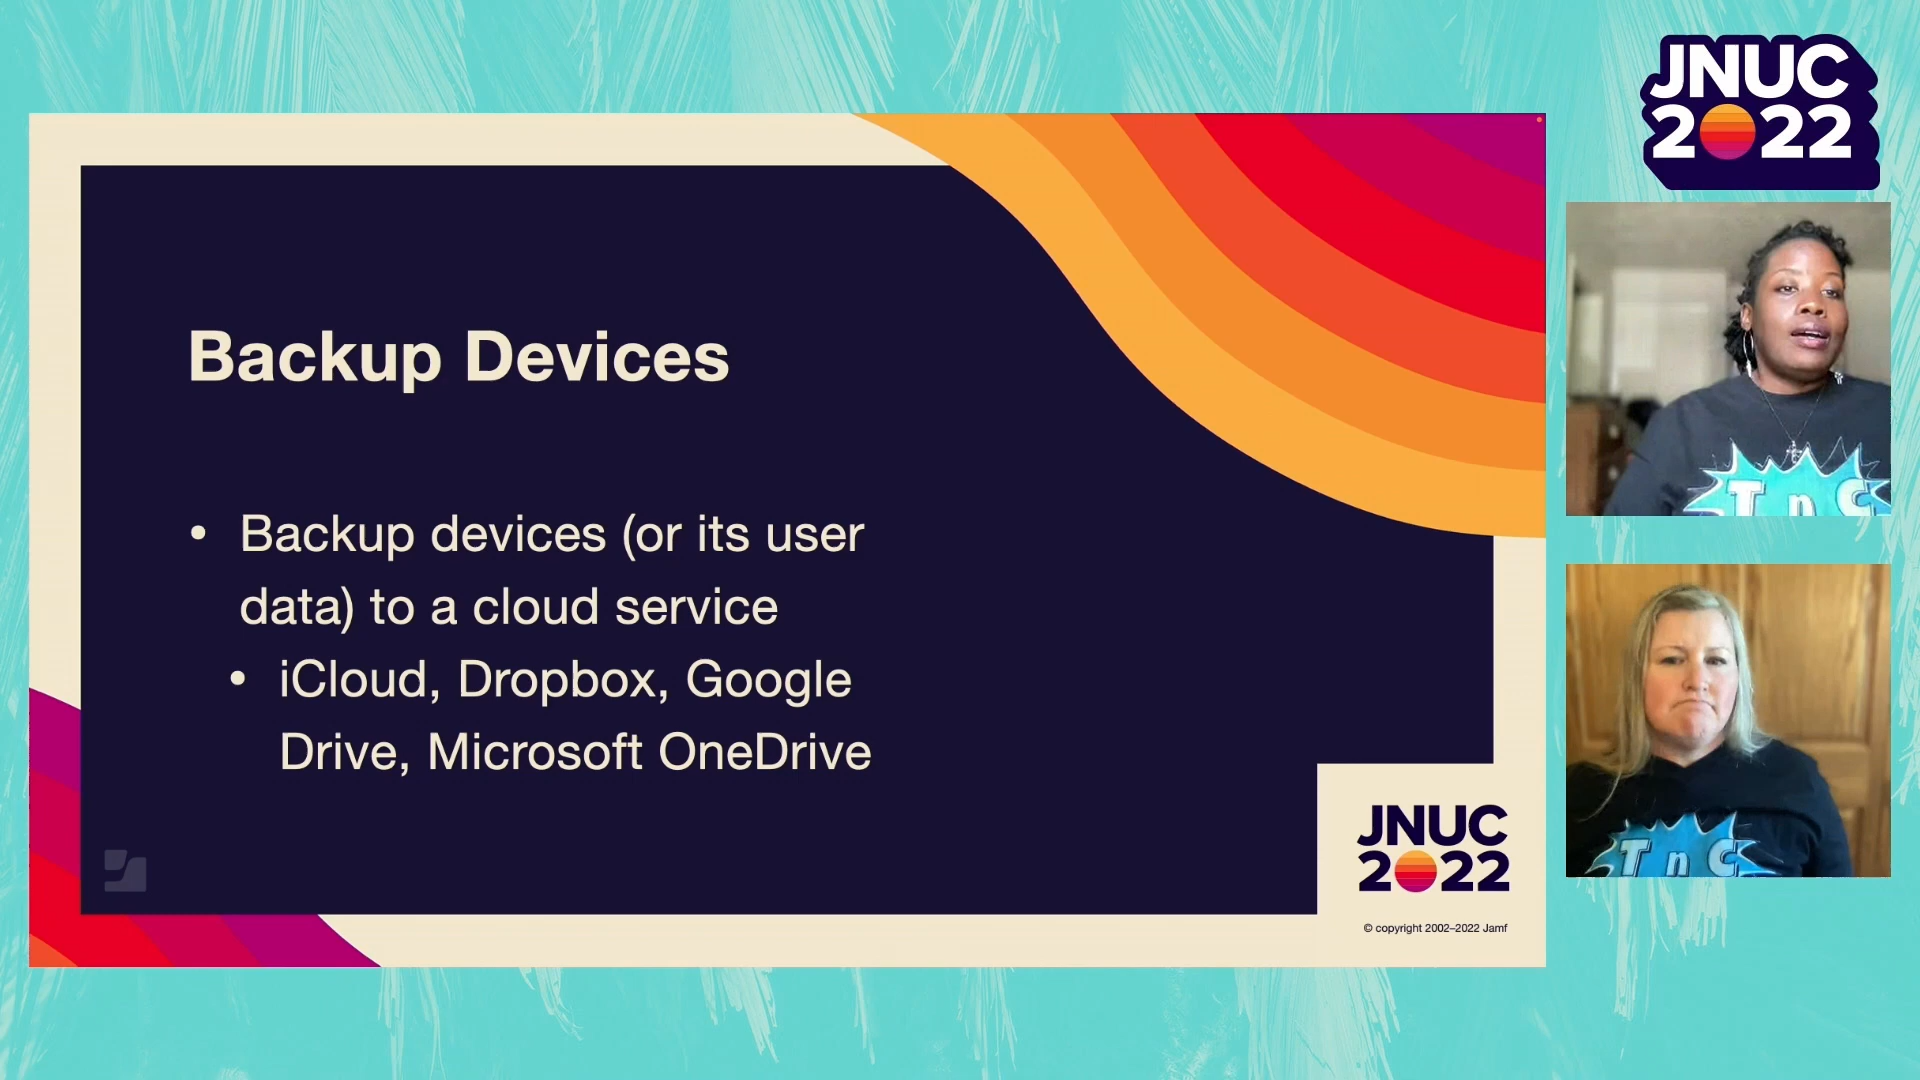 JNUC
2022
Backup Devices
• Backup devices (or its user
data) to a cloud service
• iCloud, Dropbox, Google
Drive, Microsoft OneDrive
JNUC
2022
© copyright 2002–2022 Jamf
T n C
T n C